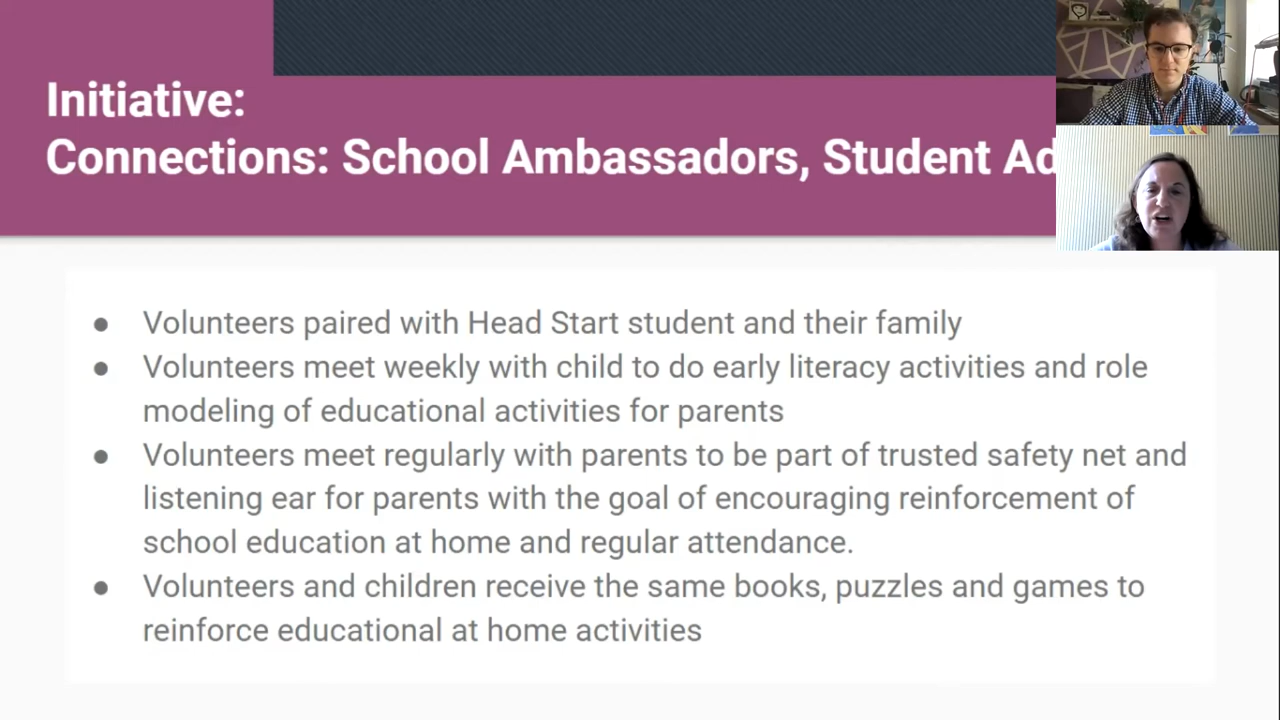 Initiative:
Connections: School Ambassadors, Student Ad
● Volunteers paired with Head Start student and their family
● Volunteers meet weekly with child to do early literacy activities and role
modeling of educational activities for parents
● Volunteers meet regularly with parents to be part of trusted safety net and
listening ear for parents with the goal of encouraging reinforcement of
school education at home and regular attendance.
● Volunteers and children receive the same books, puzzles and games to
reinforce educational at home activities